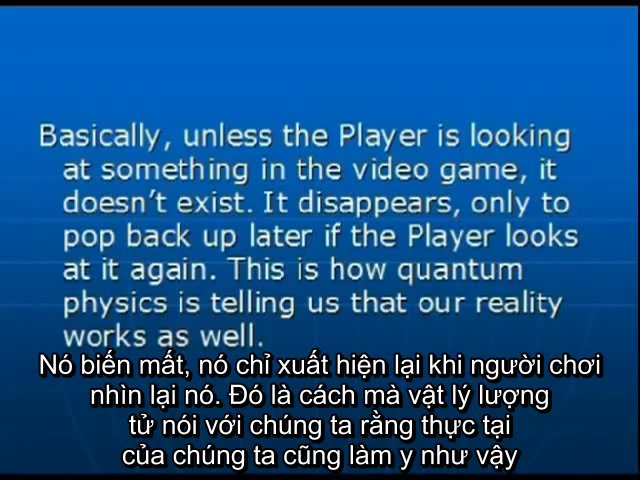 Basically, unless the Player is looking
at something in the video game, it
doesn't exist. It disappears, only to
pop back up later if the Player looks
at it again. This is how quantum
physics is telling us that our reality
works as well.
Nó biến mất, nó chỉ xuất hiện lại khi người chơi
nhìn lại nó. Đó là cách mà vật lý lượng
tử nói với chúng ta rằng thực tại
của chúng ta cũng làm y như vậy